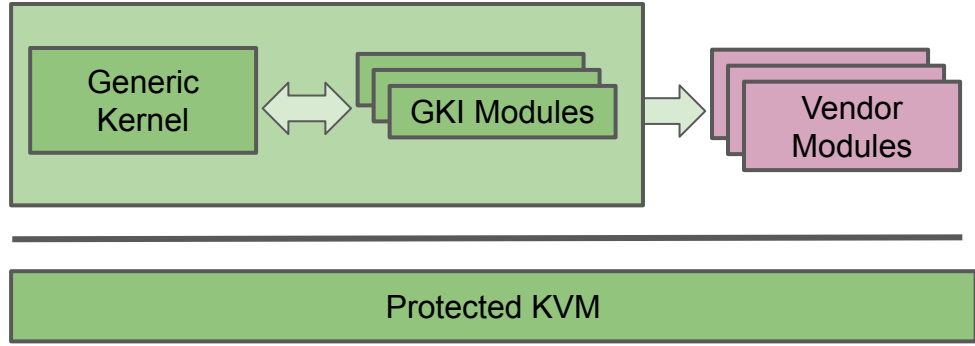 Generic
Kernel
GKI Modules
Vendor
Modules
Protected KVM